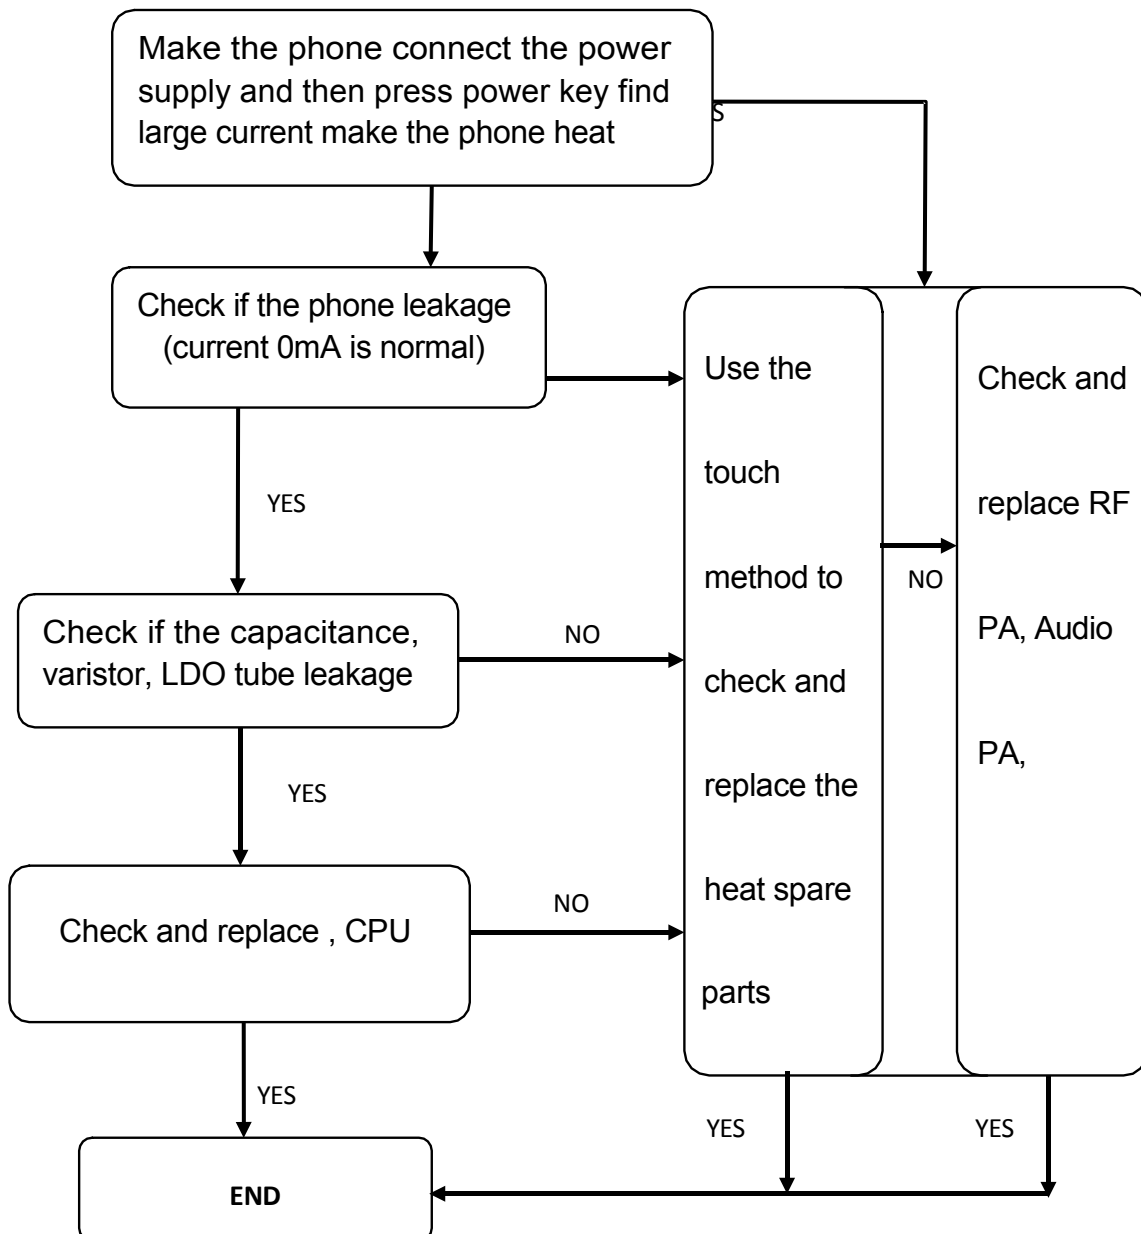 Make the phone connect the power
supply and then press power key find
large current make the phone heat
S
Check if the phone leakage
(current 0mA is normal)
YES
Check if the capacitance,
varistor, LDO tube leakage
NO
YES
Check and replace , CPU
NO
YES
END
Use the
touch
method to
check and
replace the
heat spare
parts
YES
NO
Check and
replace RF
PA, Audio
PA,
YES